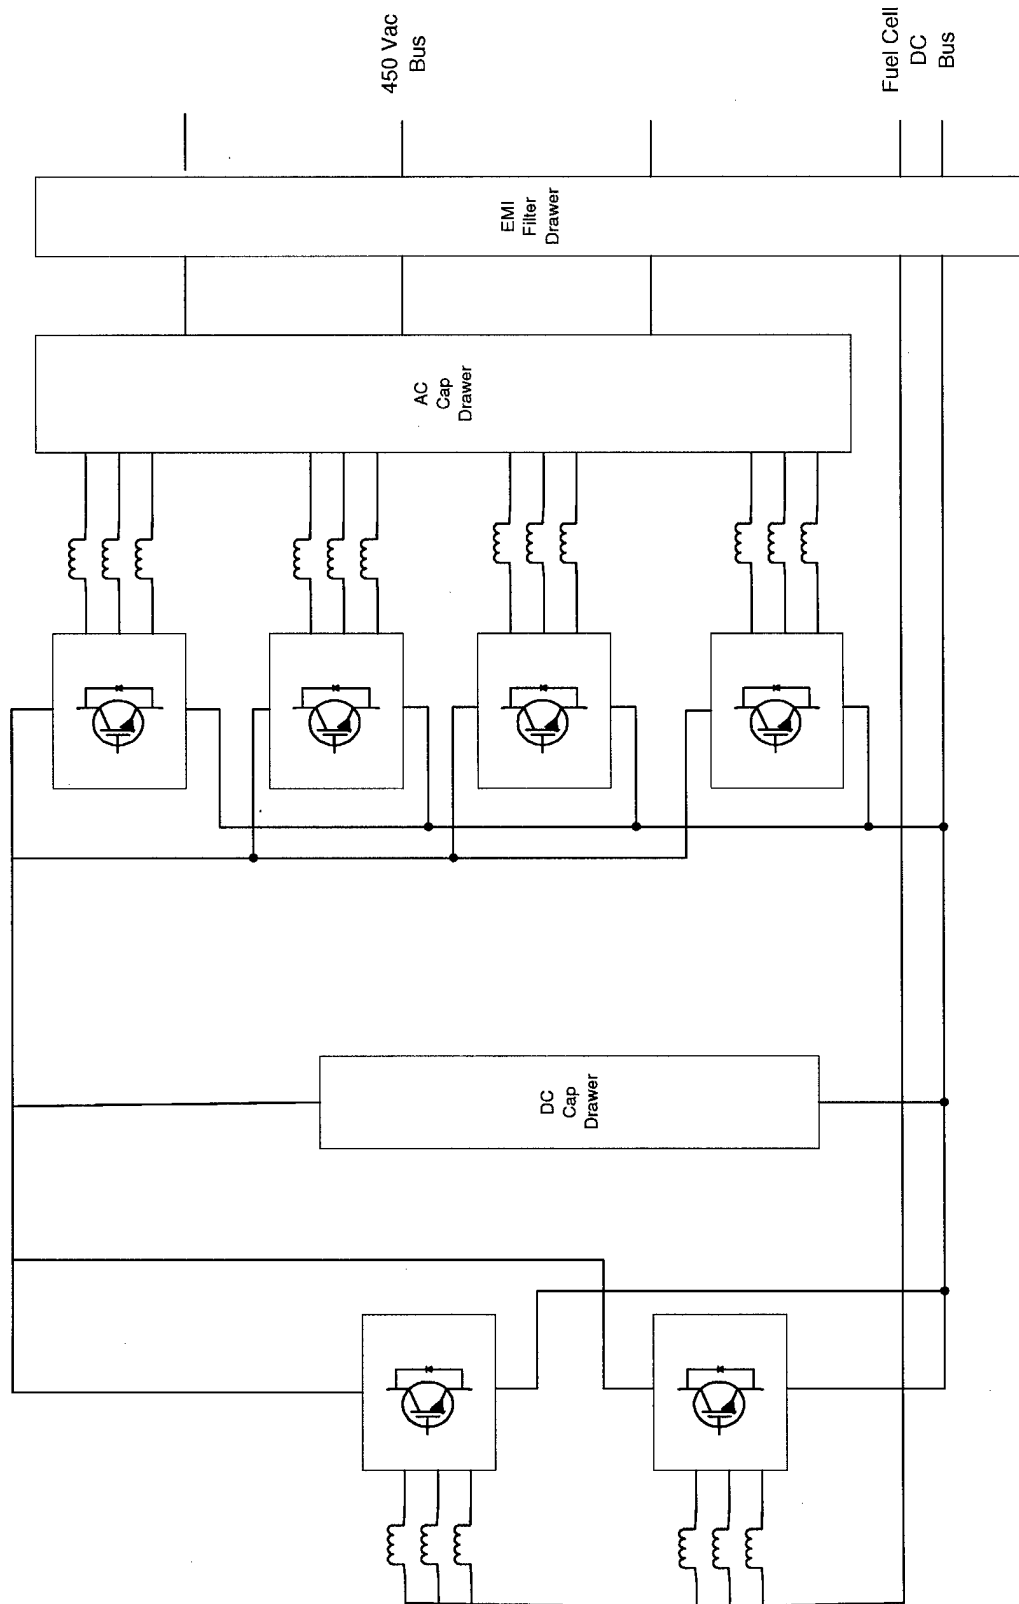 450 Vac
Bus
Fuel Cell
DC
Bus
EMI
Filter
Drawer
AC
Cap
Drawer
DC
Cap
Drawer